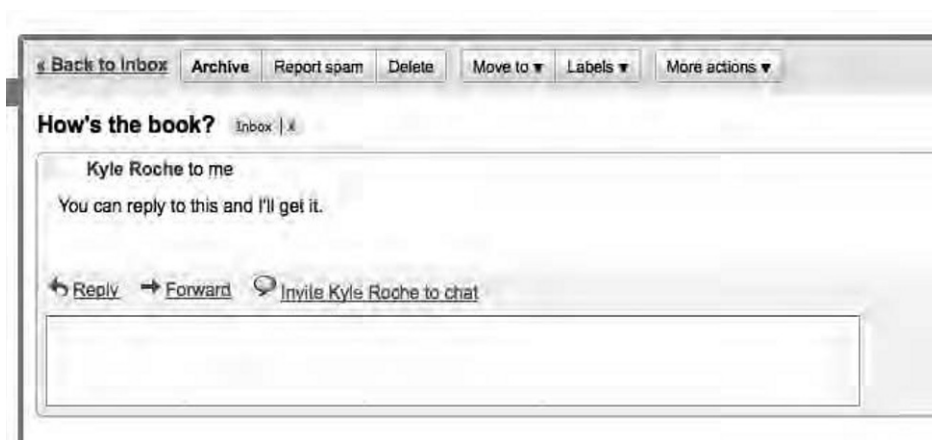 « Back to Inbox Archive Report spam Delete Move to ▾ Labels ▾ More actions ▾
How's the book? Inbox | X
Kyle Roche to me
You can reply to this and I'll get it.
Reply Forward Invite Kyle Roche to chat